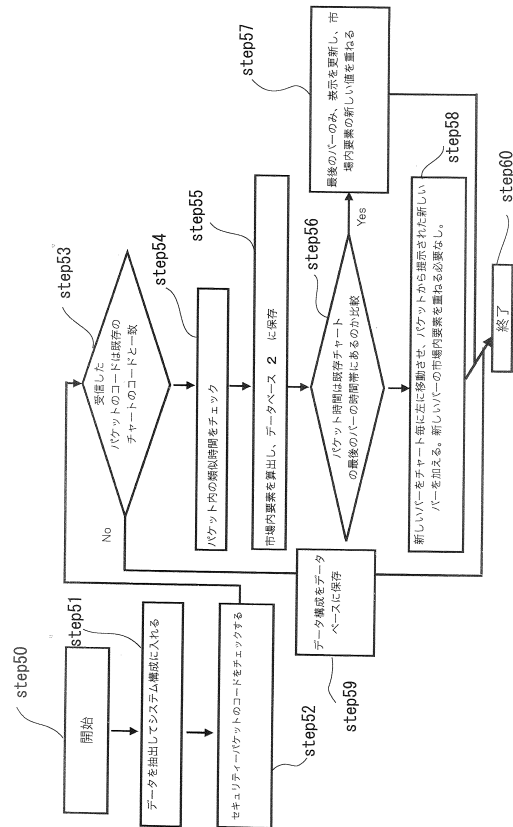 step50
開始
step51
データを抽出してシステム構成に入れる
セキュリティーパケットのコードをチェックする
step52
step53
受信した
パケットのコードは既存の
チャートのコードと一致
No
step54
パケット内の類似時間をチェック
step55
市場内要素を算出し、データベース 2 に保存
step56
パケット時間は既存チャート
の最後のバーの時間帯にあるのか比較
Yes
step57
最後のバーのみ、表示を更新し、市
場内要素の新しい値を重ねる
step58
新しいバーをチャート毎に左に移動させ、パケットから提示された新しい
バーを加える。新しいバーの市場内要素を重ねる必要なし。
データ構成をデータ
ベースに保存
step59
step60
終了